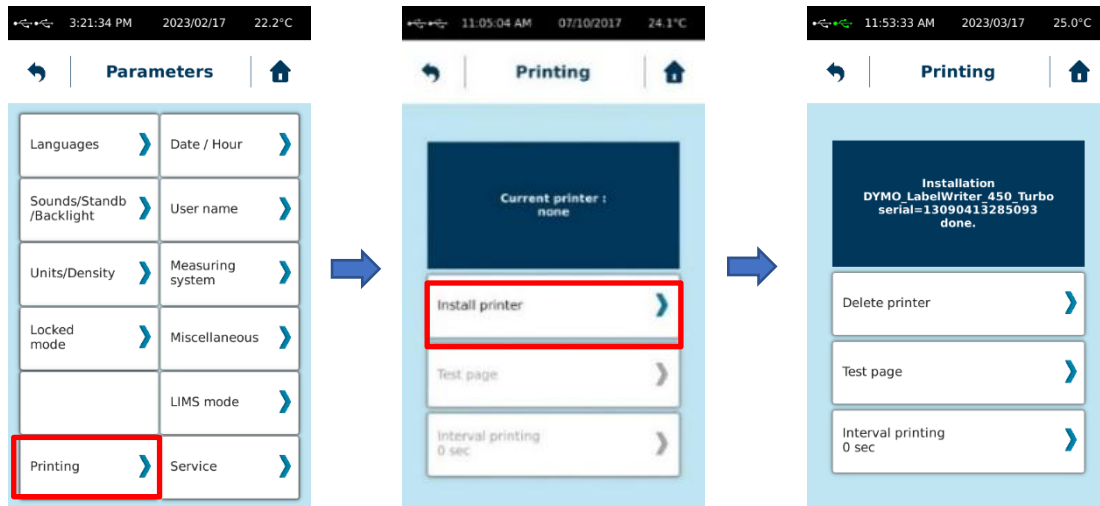 3:21:34 PM 2023/02/17 22.2°C
Parameters
Languages
Date / Hour
Sounds/Standb
/Backlight
User name
Units/Density
Measuring
system
Locked
mode
Miscellaneous
LIMS mode
Printing
Service
11:05:04 AM 07/10/2017 24.1°C
Printing
Current printer :
none
Install printer
Test page
Interval printing
0 sec
11:53:33 AM 2023/03/17 25.0°C
Printing
Installation
DYMO_LabelWriter_450_Turbo
serial=13090413285093
done.
Delete printer
Test page
Interval printing
0 sec